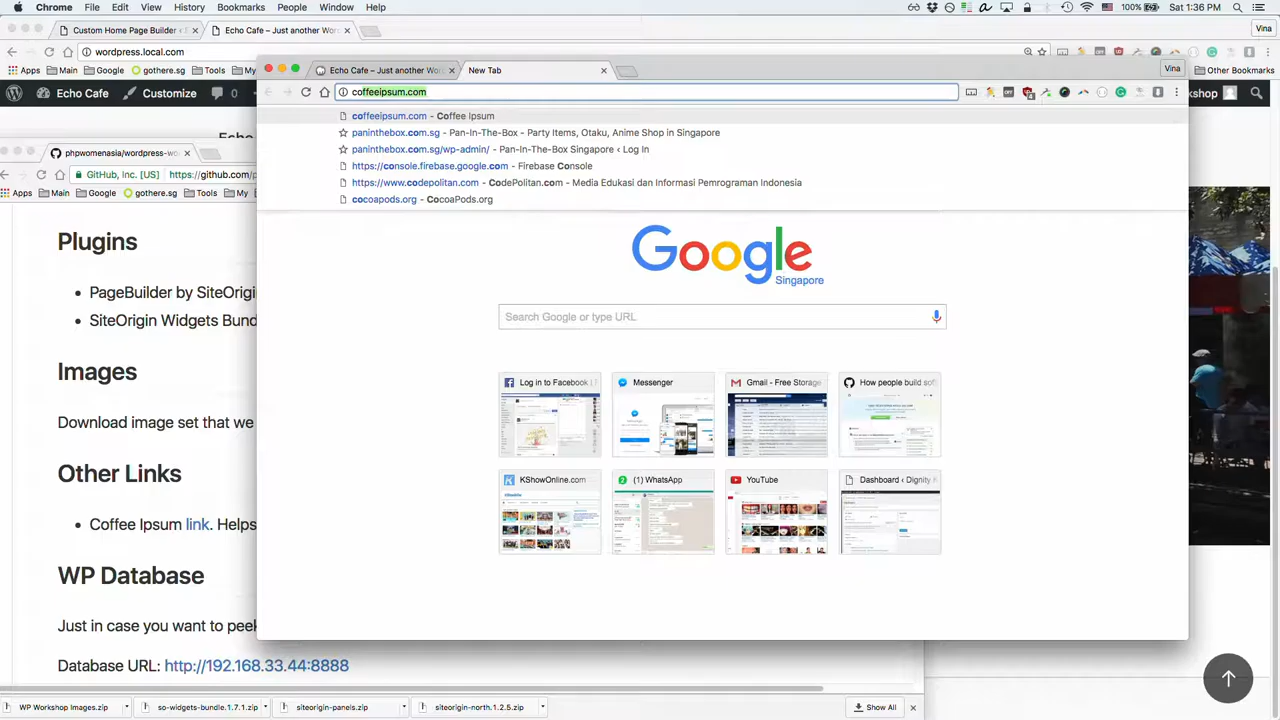 Chrome File Edit View History Bookmarks People Window Help 100% Sat 1:36 PM
Custom Home Page Builder
Echo Cafe – Just another Wor
Vina
wordpress.local.com
Apps Main Google gothere.sg Tools My
Other Bookmarks
Echo Cafe Customize 0
kshop
Echo
Echo Cafe – Just another Wor
New Tab
Vina
coffeeipsum.com
coffeeipsum.com - Coffee Ipsum
paninthebox.com.sg - Pan-In-The-Box - Party Items, Otaku, Anime Shop in Singapore
paninthebox.com.sg/wp-admin/ - Pan-In-The-Box Singapore ‹ Log In
https://console.firebase.google.com - Firebase Console
https://www.codepolitan.com - CodePolitan.com - Media Edukasi dan Informasi Pemrograman Indonesia
cocoapods.org - CocoaPods.org
phpwomenasia/wordpress-wo
GitHub, Inc. [US] https://github.com/p
Apps Main Google gothere.sg Tools My
Google
Singapore
Search Google or type URL
Log in to Facebook
Messenger
Gmail - Free Storage
How people build sof
KShowOnline.com
(1) WhatsApp
YouTube
Dashboard ‹ Dignity K
Plugins
PageBuilder by SiteOrigi
SiteOrigin Widgets Bund
Images
Download image set that we
Other Links
Coffee Ipsum link. Helps
WP Database
Just in case you want to peek
Database URL: http://192.168.33.44:8888
WP Workshop Images.zip
so-widgets-bundle.1.7.1.zip
siteorigin-panels.zip
siteorigin-north.1.2.5.zip
Show All